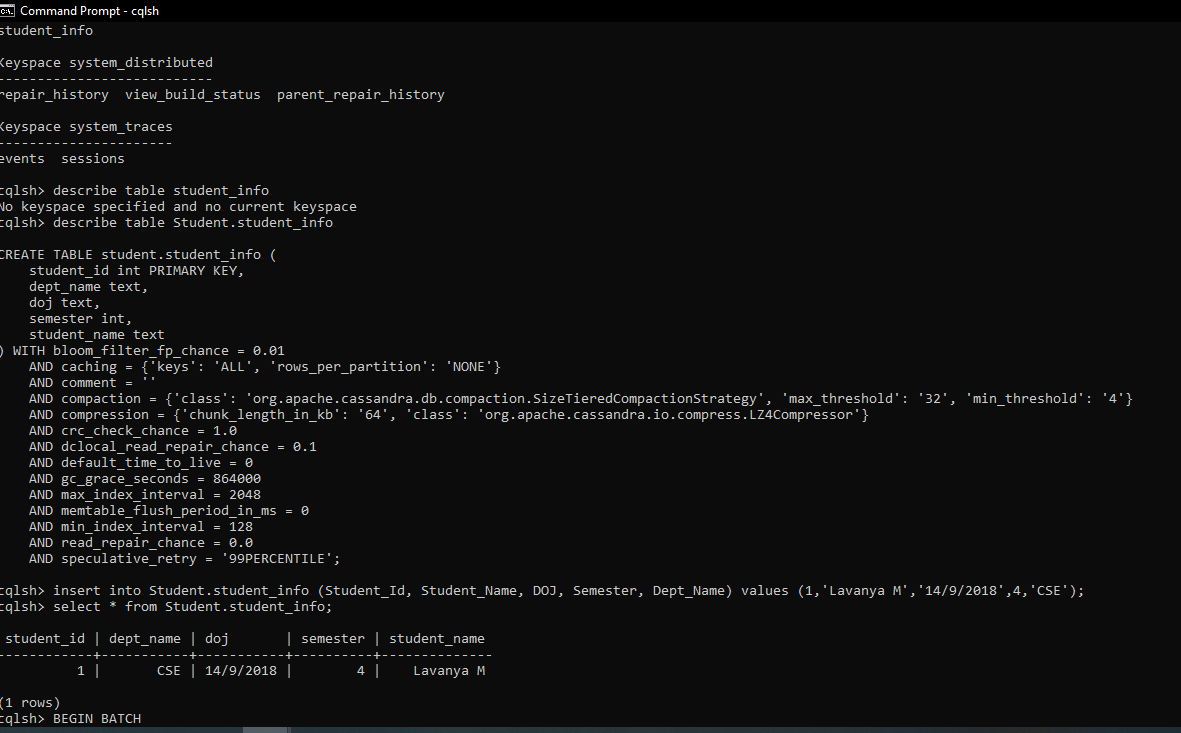 Command Prompt - cqlsh
student_info
Keyspace system_distributed
---------------------------
repair_history  view_build_status  parent_repair_history
Keyspace system_traces
----------------------
events  sessions
cqlsh> describe table student_info
No keyspace specified and no current keyspace
cqlsh> describe table Student.student_info
CREATE TABLE student.student_info (
    student_id int PRIMARY KEY,
    dept_name text,
    doj text,
    semester int,
    student_name text
) WITH bloom_filter_fp_chance = 0.01
    AND caching = {'keys': 'ALL', 'rows_per_partition': 'NONE'}
    AND comment = ''
    AND compaction = {'class': 'org.apache.cassandra.db.compaction.SizeTieredCompactionStrategy', 'max_threshold': '32', 'min_threshold': '4'}
    AND compression = {'chunk_length_in_kb': '64', 'class': 'org.apache.cassandra.io.compress.LZ4Compressor'}
    AND crc_check_chance = 1.0
    AND dclocal_read_repair_chance = 0.1
    AND default_time_to_live = 0
    AND gc_grace_seconds = 864000
    AND max_index_interval = 2048
    AND memtable_flush_period_in_ms = 0
    AND min_index_interval = 128
    AND read_repair_chance = 0.0
    AND speculative_retry = '99PERCENTILE';
cqlsh> insert into Student.student_info (Student_Id, Student_Name, DOJ, Semester, Dept_Name) values (1,'Lavanya M','14/9/2018',4,'CSE');
cqlsh> select * from Student.student_info;
 student_id | dept_name | doj       | semester | student_name
------------+-----------+-----------+----------+--------------
          1 |       CSE | 14/9/2018 |        4 |    Lavanya M
(1 rows)
cqlsh> BEGIN BATCH